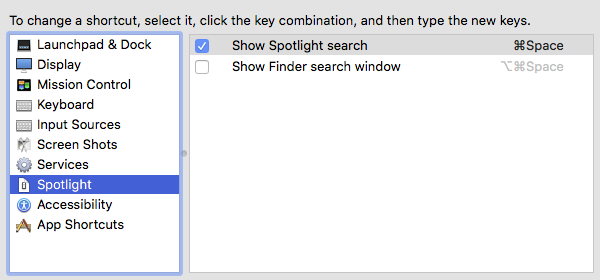 To change a shortcut, select it, click the key combination, and then type the new keys.
Launchpad & Dock
Display
Mission Control
Keyboard
Input Sources
Screen Shots
Services
Spotlight
Accessibility
App Shortcuts
Show Spotlight search ⌘Space
Show Finder search window ⌥⌘Space